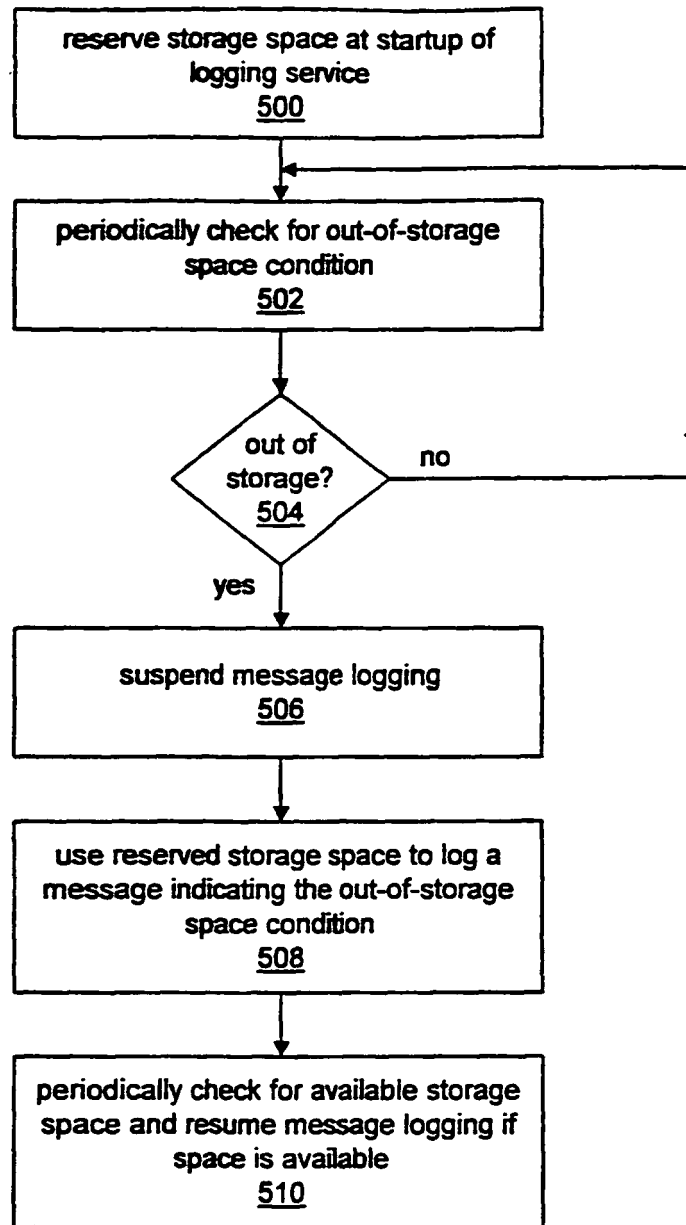 reserve storage space at startup of
logging service
500
periodically check for out-of-storage
space condition
502
out of
storage?
504
no
yes
suspend message logging
506
use reserved storage space to log a
message indicating the out-of-storage
space condition
508
periodically check for available storage
space and resume message logging if
space is available
510